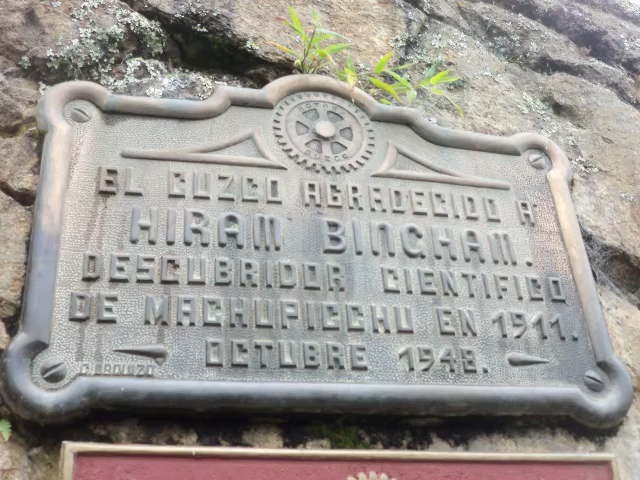 EL CUZCO AGRADECIDO A
HIRAM BINGHAM.
DESCUBRIDOR CIENTIFICO
DE MACHUPICCHU EN 1911.
OCTUBRE 1948.